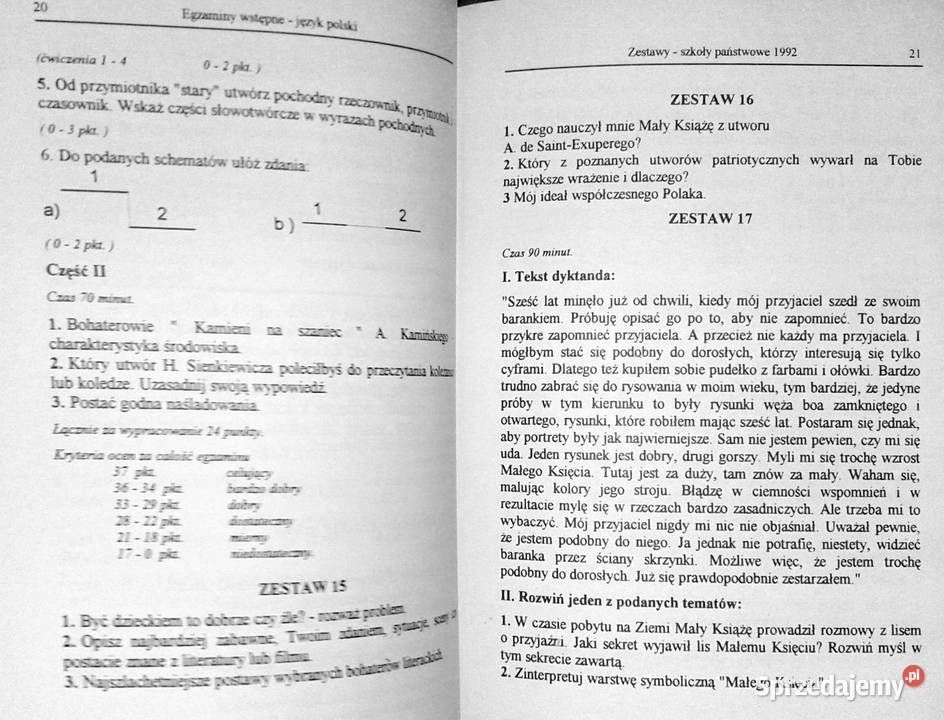 20
Egzaminy wstępne - język polski
(ćwiczenia 1 - 4 0 - 2 pkt. )
5. Od przymiotnika "stary" utwórz pochodny rzeczownik, przymiotnik i
czasownik. Wskaż części słowotwórcze w wyrazach pochodnych.
( 0 - 3 pkt. )
6. Do podanych schematów ułóż zdania:
1
a) 2
b) 1 2
( 0 - 2 pkt. )
Część II
Czas 70 minut.
1. Bohaterowie " Kamieni na szaniec " A. Kamińskiego
charakterystyka środowiska.
2. Który utwór H. Sienkiewicza poleciłbyś do przeczytania koledze
lub koledze. Uzasadnij swoją wypowiedź.
3. Postać godna naśladowania.
Łącznie za wypracowanie 24 punkty.
Kryteria ocen za całość egzaminu
37 pkt. celujący
36 - 34 pkt. bardzo dobry
33 - 29 pkt. dobry
28 - 22 pkt. dostateczny
21 - 18 pkt. mierny
17 - 0 pkt. niedostateczny.
ZESTAW 15
1. Być dzieckiem to dobrze czy źle? - rozważ problem.
2. Opisz najbardziej zabawne, Twoim zdaniem, sytuacje, sceny
postacie znane z literatury lub filmu.
3. Najszlachetniejsze postawy wybranych bohaterów literackich.
Zestawy - szkoły państwowe 1992
21
ZESTAW 16
1. Czego nauczył mnie Mały Książę z utworu
A. de Saint-Exuperego?
2. Który z poznanych utworów patriotycznych wywarł na Tobie
największe wrażenie i dlaczego?
3 Mój ideał współczesnego Polaka.
ZESTAW 17
Czas 90 minut.
I. Tekst dyktanda:
"Sześć lat minęło już od chwili, kiedy mój przyjaciel szedł ze swoim
barankiem. Próbuję opisać go po to, aby nie zapomnieć. To bardzo
przykre zapomnieć przyjaciela. A przecież nie każdy ma przyjaciela. I
mógłbym stać się podobny do dorosłych, którzy interesują się tylko
cyframi. Dlatego też kupiłem sobie pudełko z farbami i ołówki. Bardzo
trudno zabrać się do rysowania w moim wieku, tym bardziej, że jedyne
próby w tym kierunku to były rysunki węża boa zamkniętego i
otwartego, rysunki, które robiłem mając sześć lat. Postaram się jednak,
aby portrety były jak najwierniejsze. Sam nie jestem pewien, czy mi się
uda. Jeden rysunek jest dobry, drugi gorszy. Myli mi się trochę wzrost
Małego Księcia. Tutaj jest za duży, tam znów za mały. Waham się,
malując kolory jego stroju. Błądzę w ciemności wspomnień i w
rezultacie mylę się w rzeczach bardzo zasadniczych. Ale trzeba mi to
wybaczyć. Mój przyjaciel nigdy mi nic nie objaśniał. Uważał pewnie,
że jestem podobny do niego. Ja jednak nie potrafię, niestety, widzieć
baranka przez ściany skrzynki. Możliwe więc, że jestem trochę
podobny do dorosłych. Już się prawdopodobnie zestarzałem."
II. Rozwiń jeden z podanych tematów:
1. W czasie pobytu na Ziemi Mały Książę prowadził rozmowy z lisem
o przyjaźni. Jaki sekret wyjawił lis Małemu Księciu? Rozwiń myśl w
tym sekrecie zawartą.
2. Zinterpretuj warstwę symboliczną "Małego Księcia"
Sprzedajemy.pl